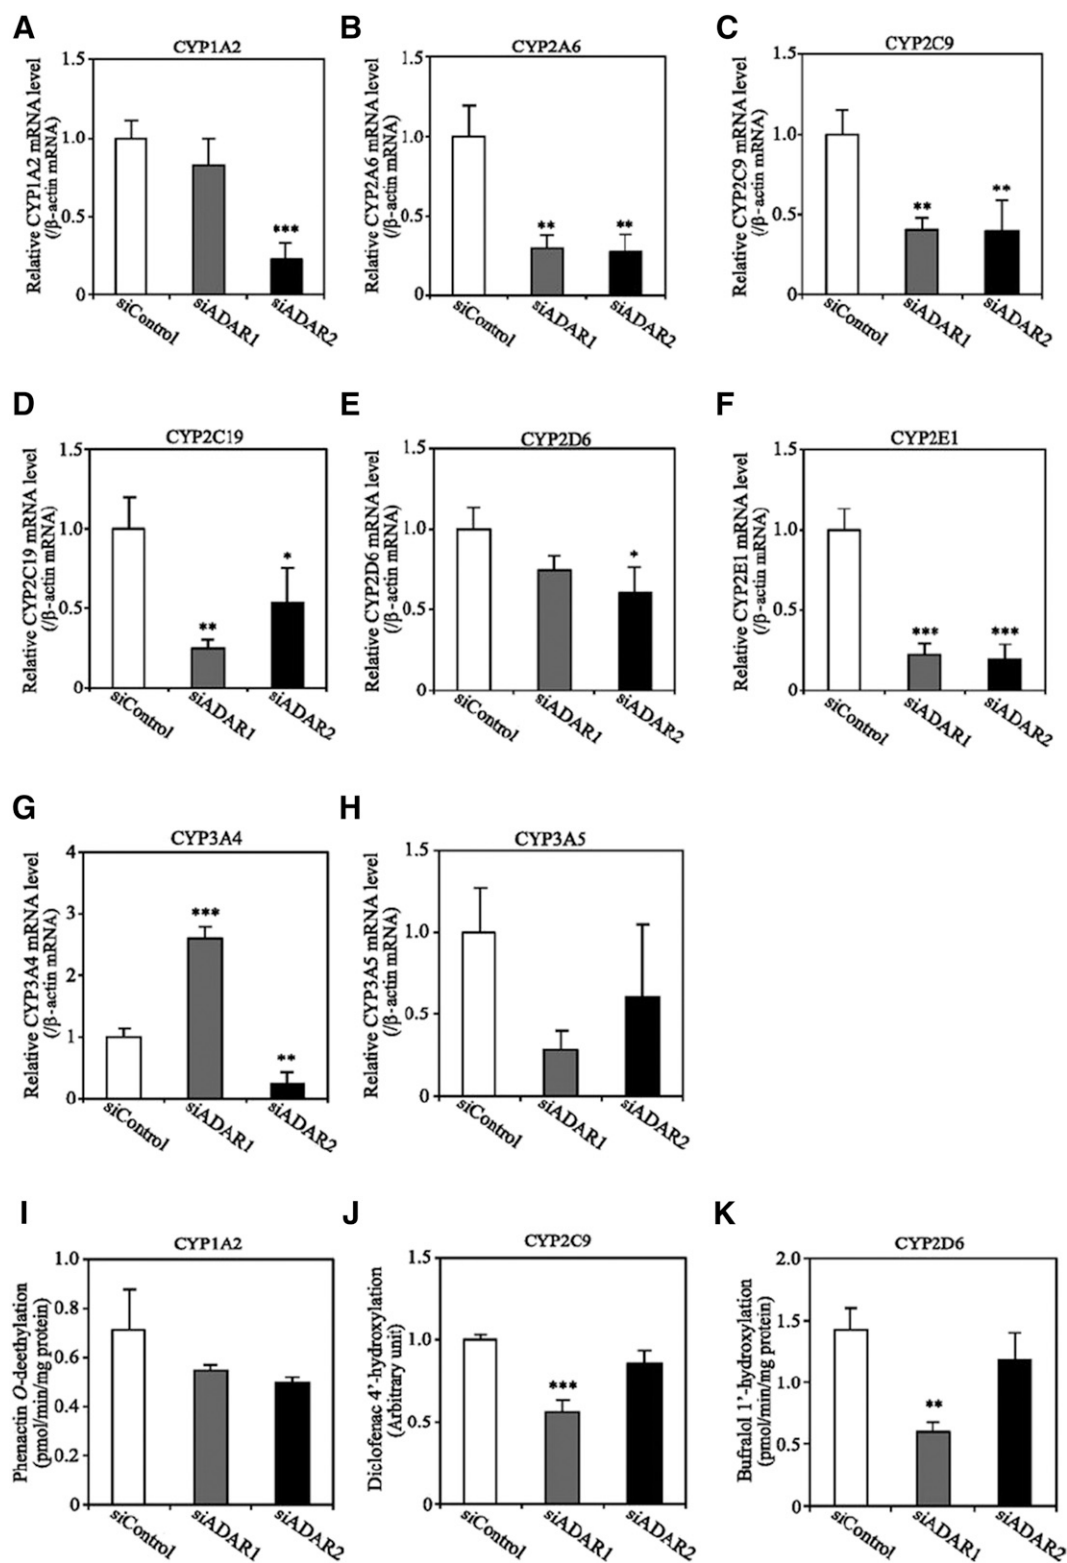 A
CYP1A2
Relative CYP1A2 mRNA level
(/β-actin mRNA)
1.5
1.0
0.5
0
***
siControl
siADAR1
siADAR2
B
CYP2A6
Relative CYP2A6 mRNA level
(/β-actin mRNA)
1.5
1.0
0.5
0
**
**
siControl
siADAR1
siADAR2
C
CYP2C9
Relative CYP2C9 mRNA level
(/β-actin mRNA)
1.5
1.0
0.5
0
**
**
siControl
siADAR1
siADAR2
D
CYP2C19
Relative CYP2C19 mRNA level
(/β-actin mRNA)
1.5
1.0
0.5
0
**
*
siControl
siADAR1
siADAR2
E
CYP2D6
Relative CYP2D6 mRNA level
(/β-actin mRNA)
1.5
1.0
0.5
0
*
siControl
siADAR1
siADAR2
F
CYP2E1
Relative CYP2E1 mRNA level
(/β-actin mRNA)
1.5
1.0
0.5
0
***
***
siControl
siADAR1
siADAR2
G
CYP3A4
Relative CYP3A4 mRNA level
(/β-actin mRNA)
4
3
2
1
0
***
**
siControl
siADAR1
siADAR2
H
CYP3A5
Relative CYP3A5 mRNA level
(/β-actin mRNA)
1.5
1.0
0.5
0
siControl
siADAR1
siADAR2
I
CYP1A2
Phenactin O-deethylation
(pmol/min/mg protein)
1.0
0.8
0.6
0.4
0.2
0
siControl
siADAR1
siADAR2
J
CYP2C9
Diclofenac 4’-hydroxylation
(Arbitrary unit)
1.5
1.0
0.5
0
***
siControl
siADAR1
siADAR2
K
CYP2D6
Bufralol 1’-hydroxylation
(pmol/min/mg protein)
2.0
1.5
1.0
0.5
0
**
siControl
siADAR1
siADAR2